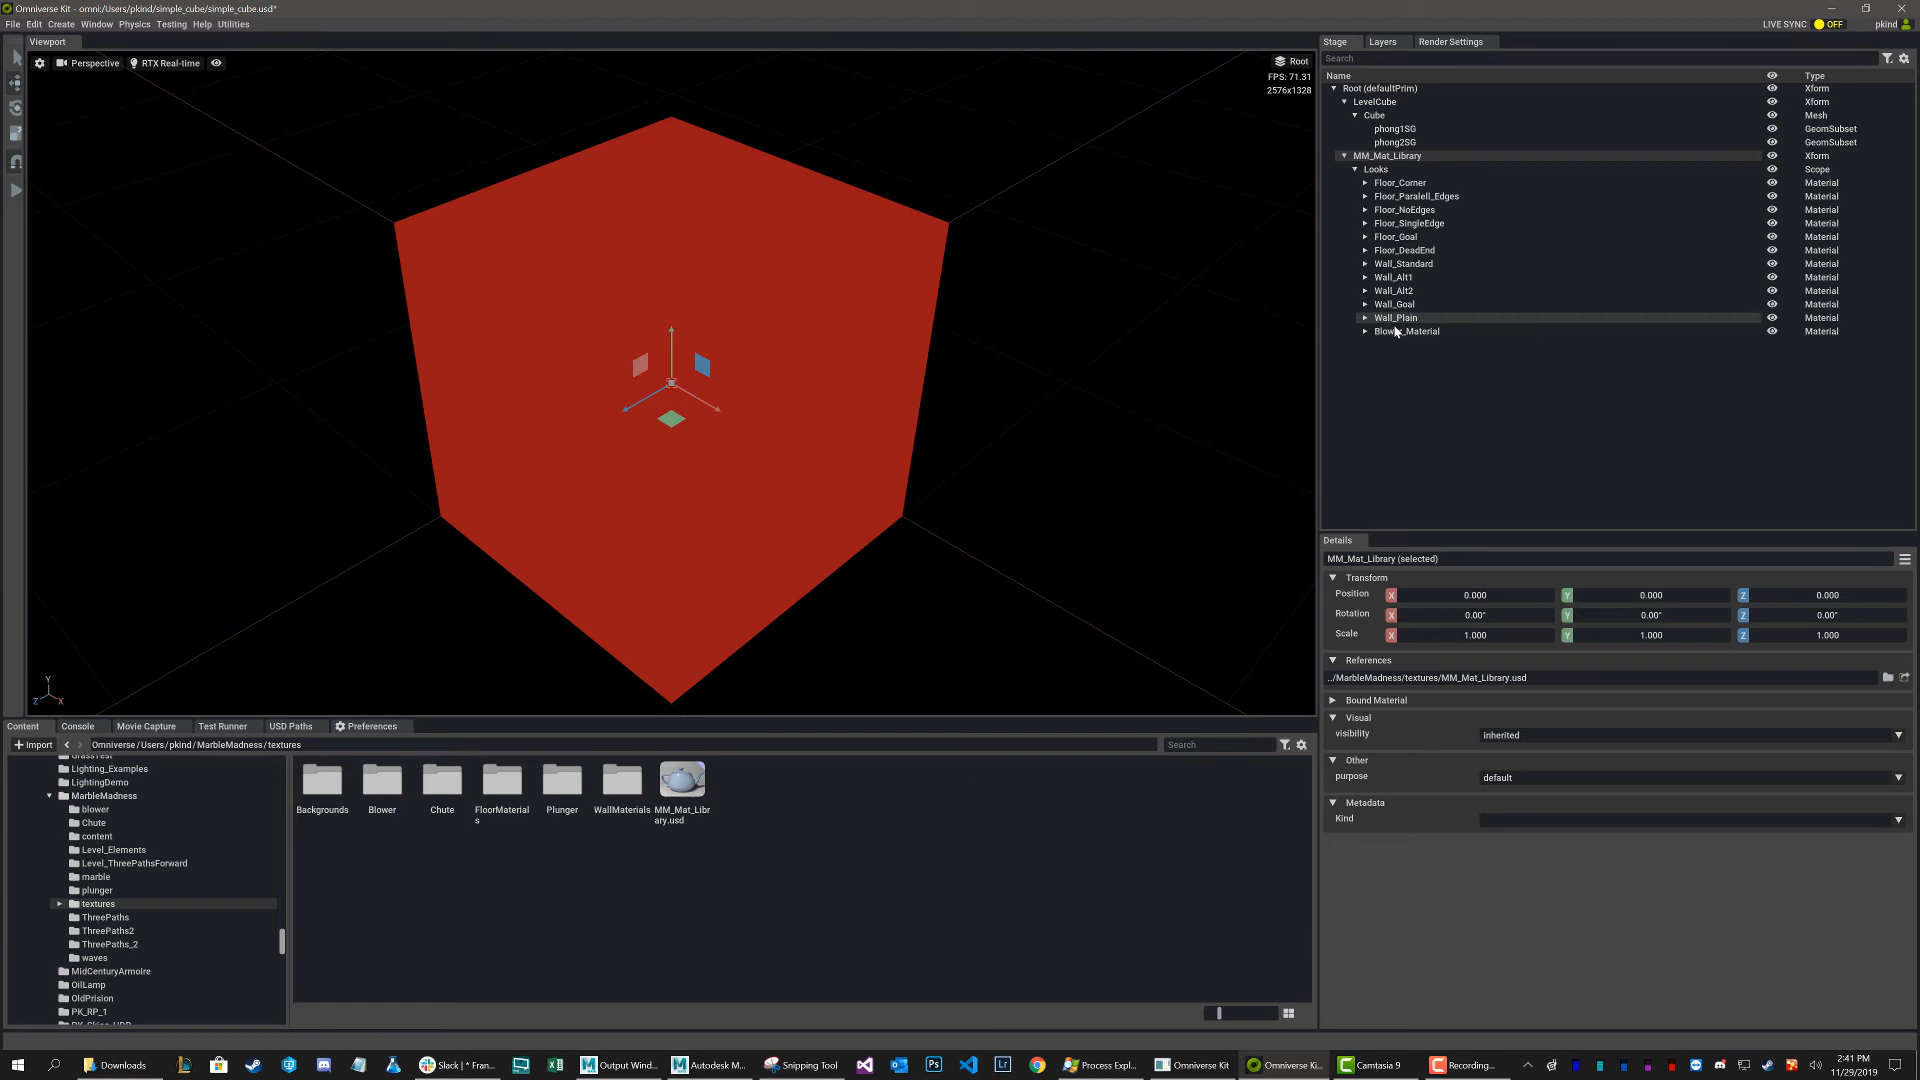 Omniverse Kit - omni:/Users/pkind/simple_cube/simple_cube.usd*
File Edit Create Window Physics Testing Help Utilities
LIVE SYNC OFF pkind
Viewport
Perspective RTX Real-time
Root
FPS: 71.31
2576x1328
Y
Z X
Stage Layers Render Settings
Search
Name Type
Root (defaultPrim) Xform
LevelCube Xform
Cube Mesh
phong1SG GeomSubset
phong2SG GeomSubset
MM_Mat_Library Xform
Looks Scope
Floor_Corner Material
Floor_Paralell_Edges Material
Floor_NoEdges Material
Floor_SingleEdge Material
Floor_Goal Material
Floor_DeadEnd Material
Wall_Standard Material
Wall_Alt1 Material
Wall_Alt2 Material
Wall_Goal Material
Wall_Plain Material
Material
Details
MM_Mat_Library (selected)
Transform
Position X 0.000 Y 0.000 Z 0.000
Rotation X 0.00° Y 0.00° Z 0.00°
Scale X 1.000 Y 1.000 Z 1.000
References
../MarbleMadness/textures/MM_Mat_Library.usd
Bound Material
Visual
visibility inherited
Other
purpose default
Metadata
Kind
Content Console Movie Capture Test Runner USD Paths Preferences
+ Import Omniverse/Users/pkind/MarbleMadness/textures Search
Lighting_Examples
LightingDemo
MarbleMadness
blower
Chute
content
Level_Elements
Level_ThreePathsForward
marble
plunger
textures
ThreePaths
ThreePaths2
ThreePaths_2
waves
MidCenturyArmoire
OilLamp
OldPrision
PK_RP_1
Backgrounds Blower Chute FloorMaterials Plunger WallMaterials MM_Mat_Library.usd
Downloads Slack | * Fran... Output Wind... Autodesk M... Snipping Tool Process Expl... Omniverse Kit Omniverse Ki... Camtasia 9 Recording...
2:41 PM
11/29/2019